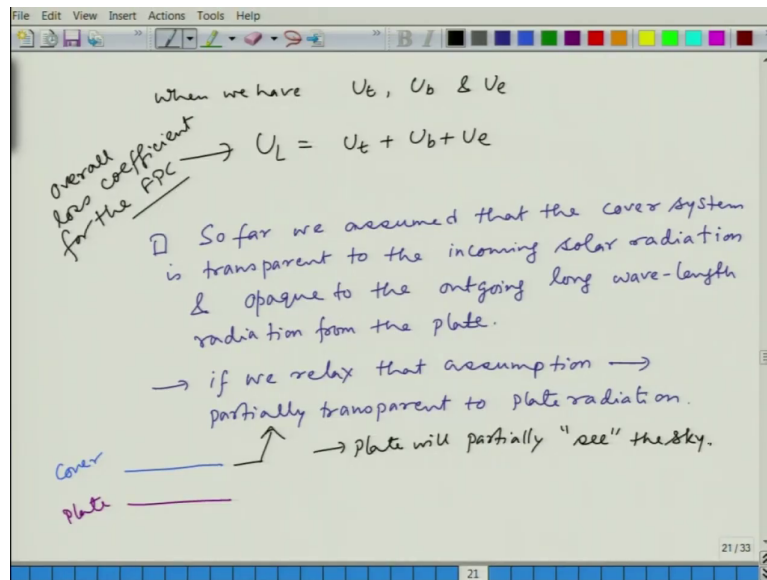 File Edit View Insert Actions Tools Help
B I
when we have Ut, Ub & Ue
overall
loss coefficient
for the FPC → UL = Ut + Ub + Ue
□ So far we assumed that the cover system
is transparent to the incoming solar radiation
& opaque to the outgoing long wave-length
radiation from the plate.
→ if we relax that assumption →
partially transparent to plate radiation.
→ plate will partially "see" the sky.
Cover
plate
21/33
21